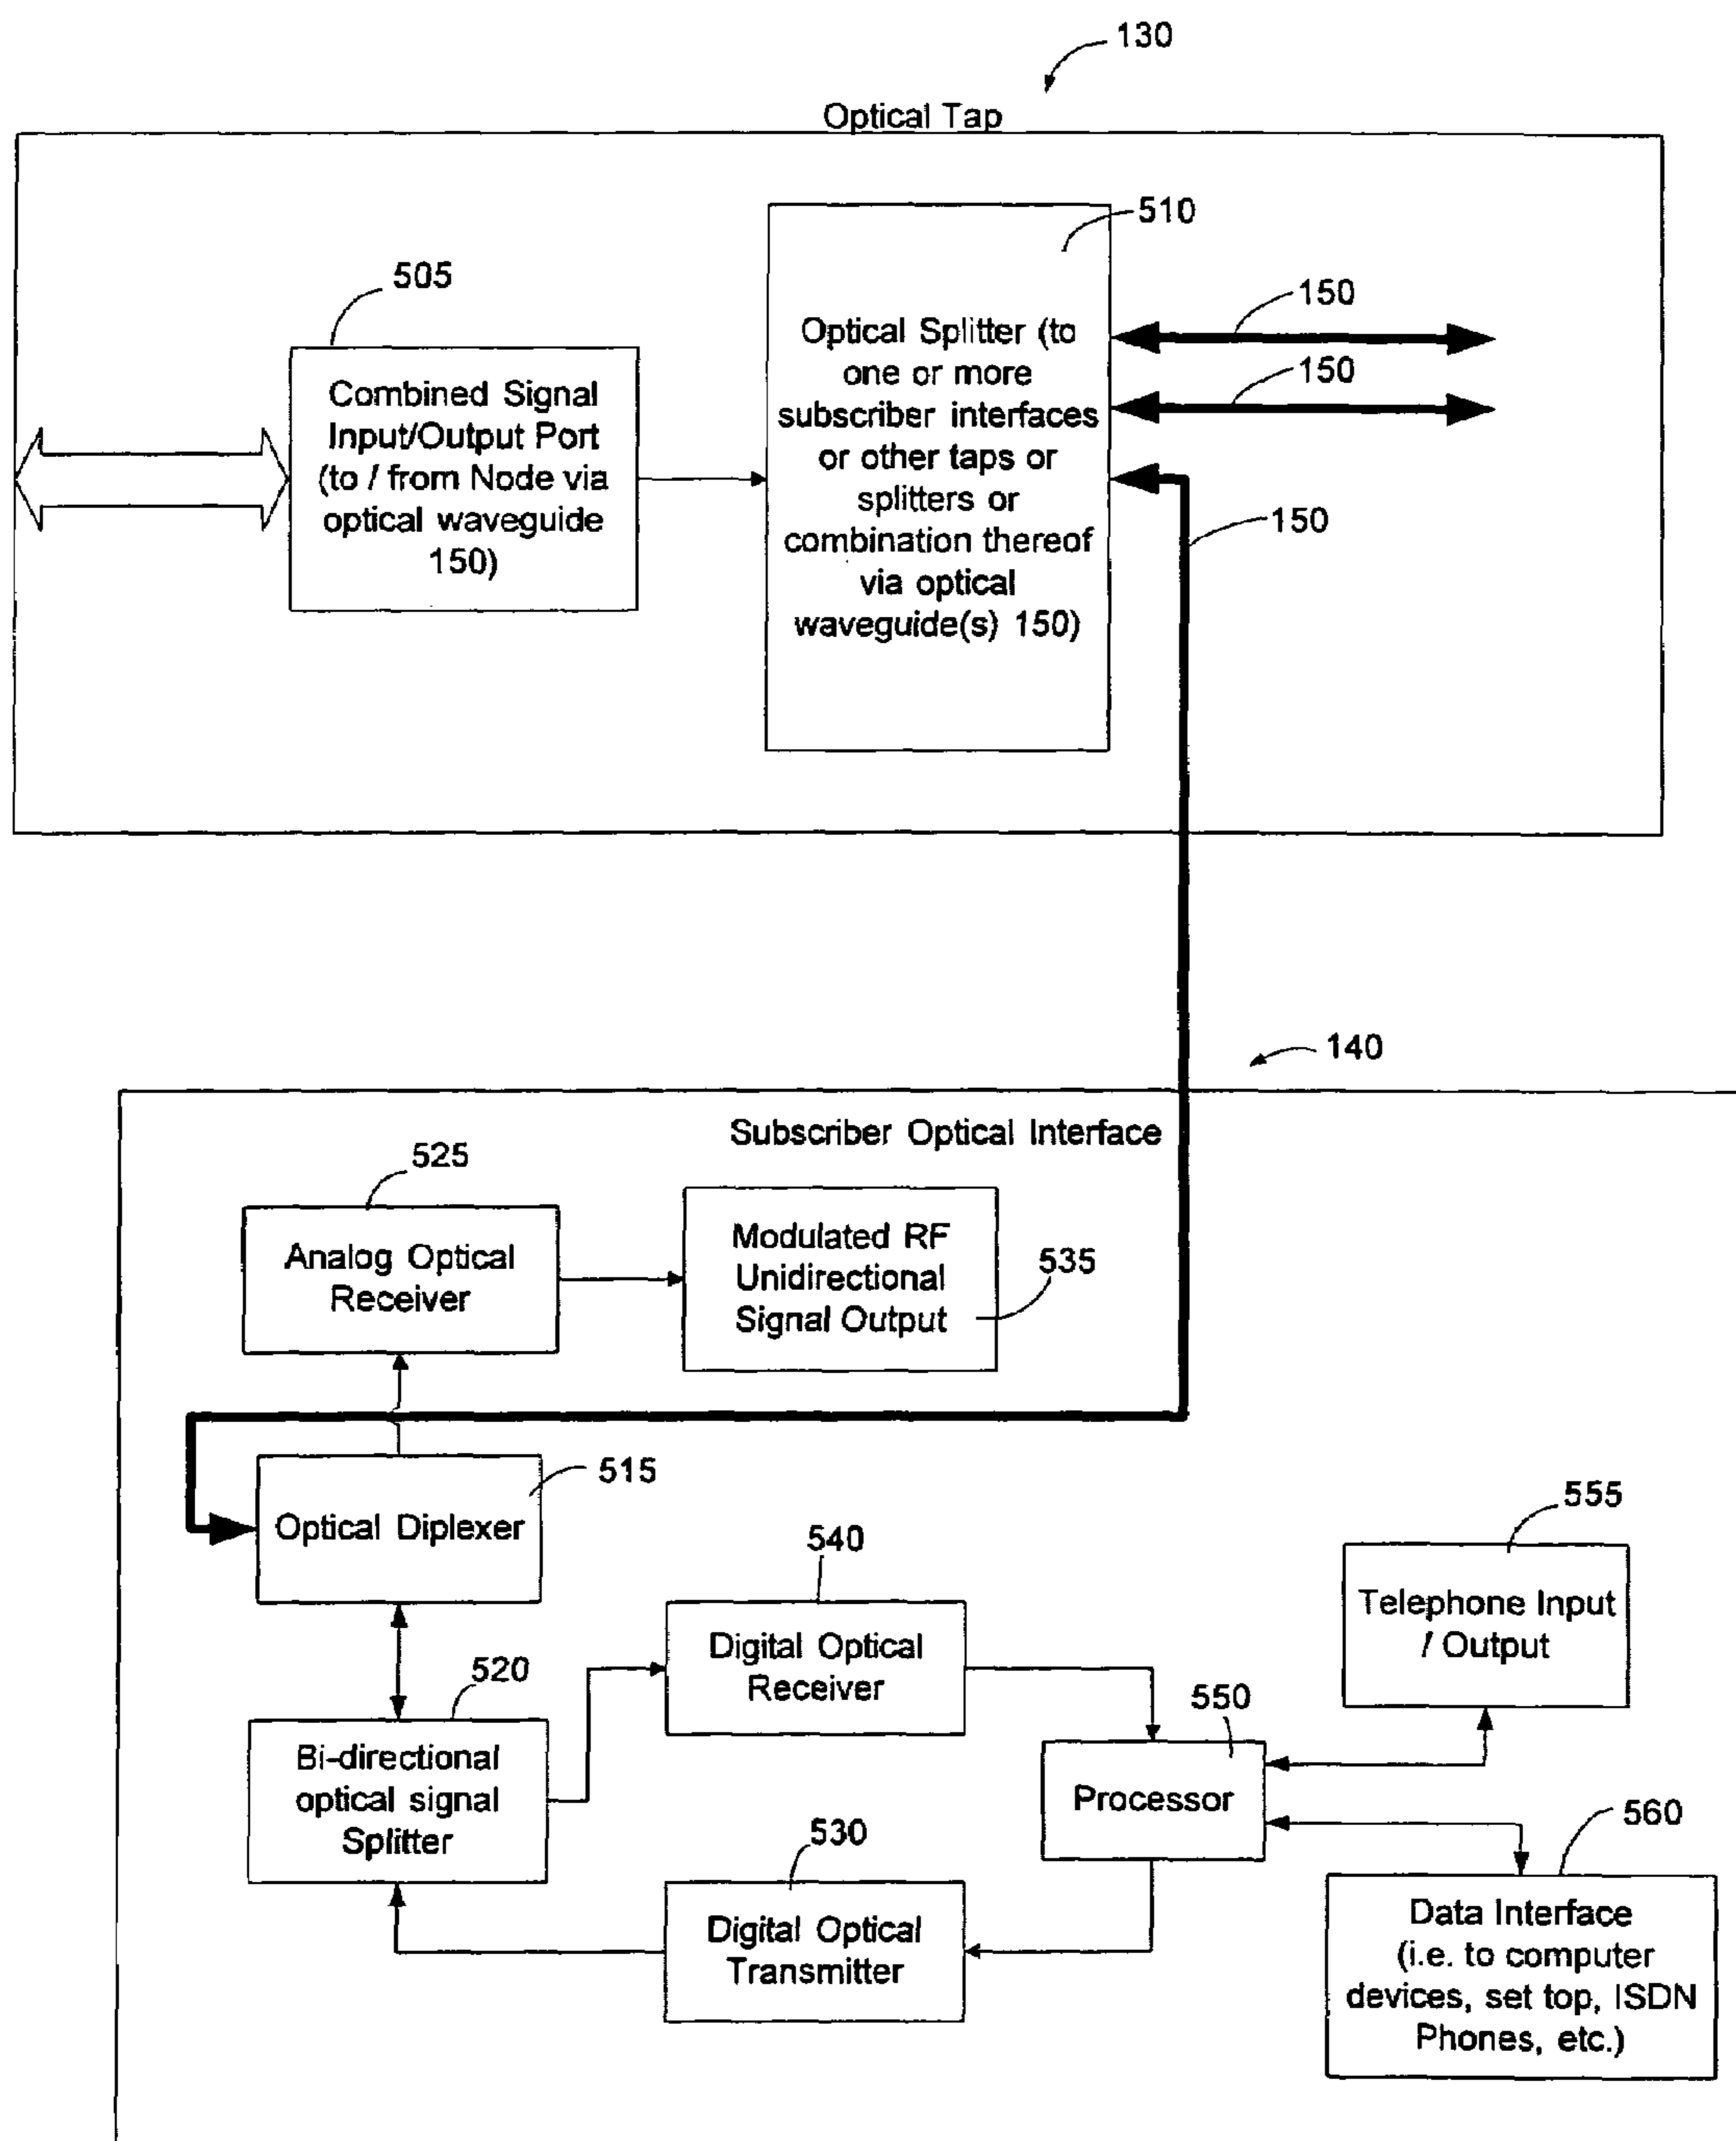 130
Optical Tap
510
505
150
Optical Splitter (to
one or more
subscriber interfaces
or other taps or
splitters or
combination thereof
via optical
waveguide(s) 150)
150
Combined Signal
Input/Output Port
(to / from Node via
optical waveguide
150)
150
140
Subscriber Optical Interface
525
Analog Optical
Receiver
Modulated RF
Unidirectional
Signal Output
535
515
Optical Diplexer
555
Telephone Input
/ Output
540
Digital Optical
Receiver
520
Bi-directional
optical signal
Splitter
550
Processor
530
Digital Optical
Transmitter
560
Data Interface
(i.e. to computer
devices, set top, ISDN
Phones, etc.)